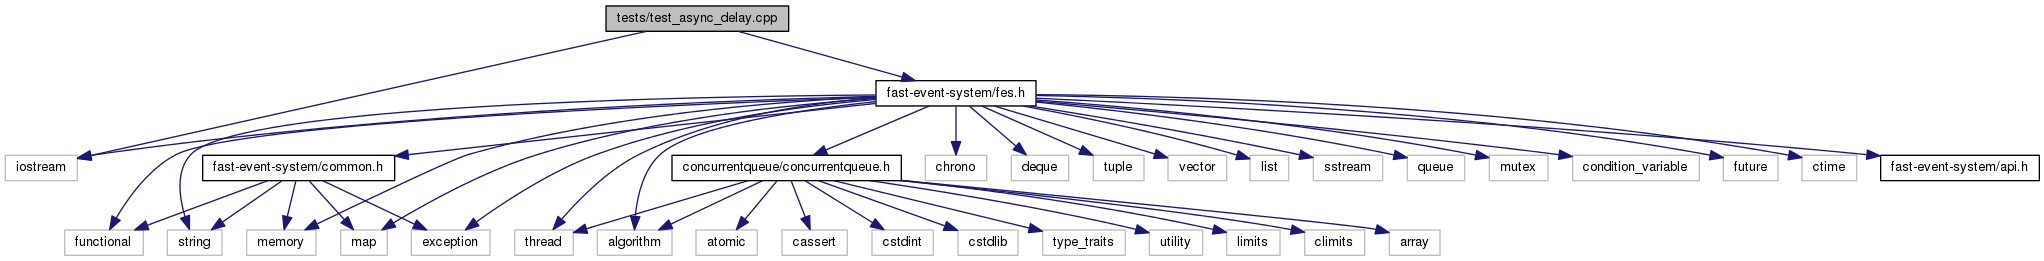 tests/test_async_delay.cpp
fast-event-system/fes.h
iostream
fast-event-system/common.h
concurrentqueue/concurrentqueue.h
chrono
deque
tuple
vector
list
sstream
queue
mutex
condition_variable
future
ctime
fast-event-system/api.h
functional
string
memory
map
exception
thread
algorithm
atomic
cassert
cstdint
cstdlib
type_traits
utility
limits
climits
array